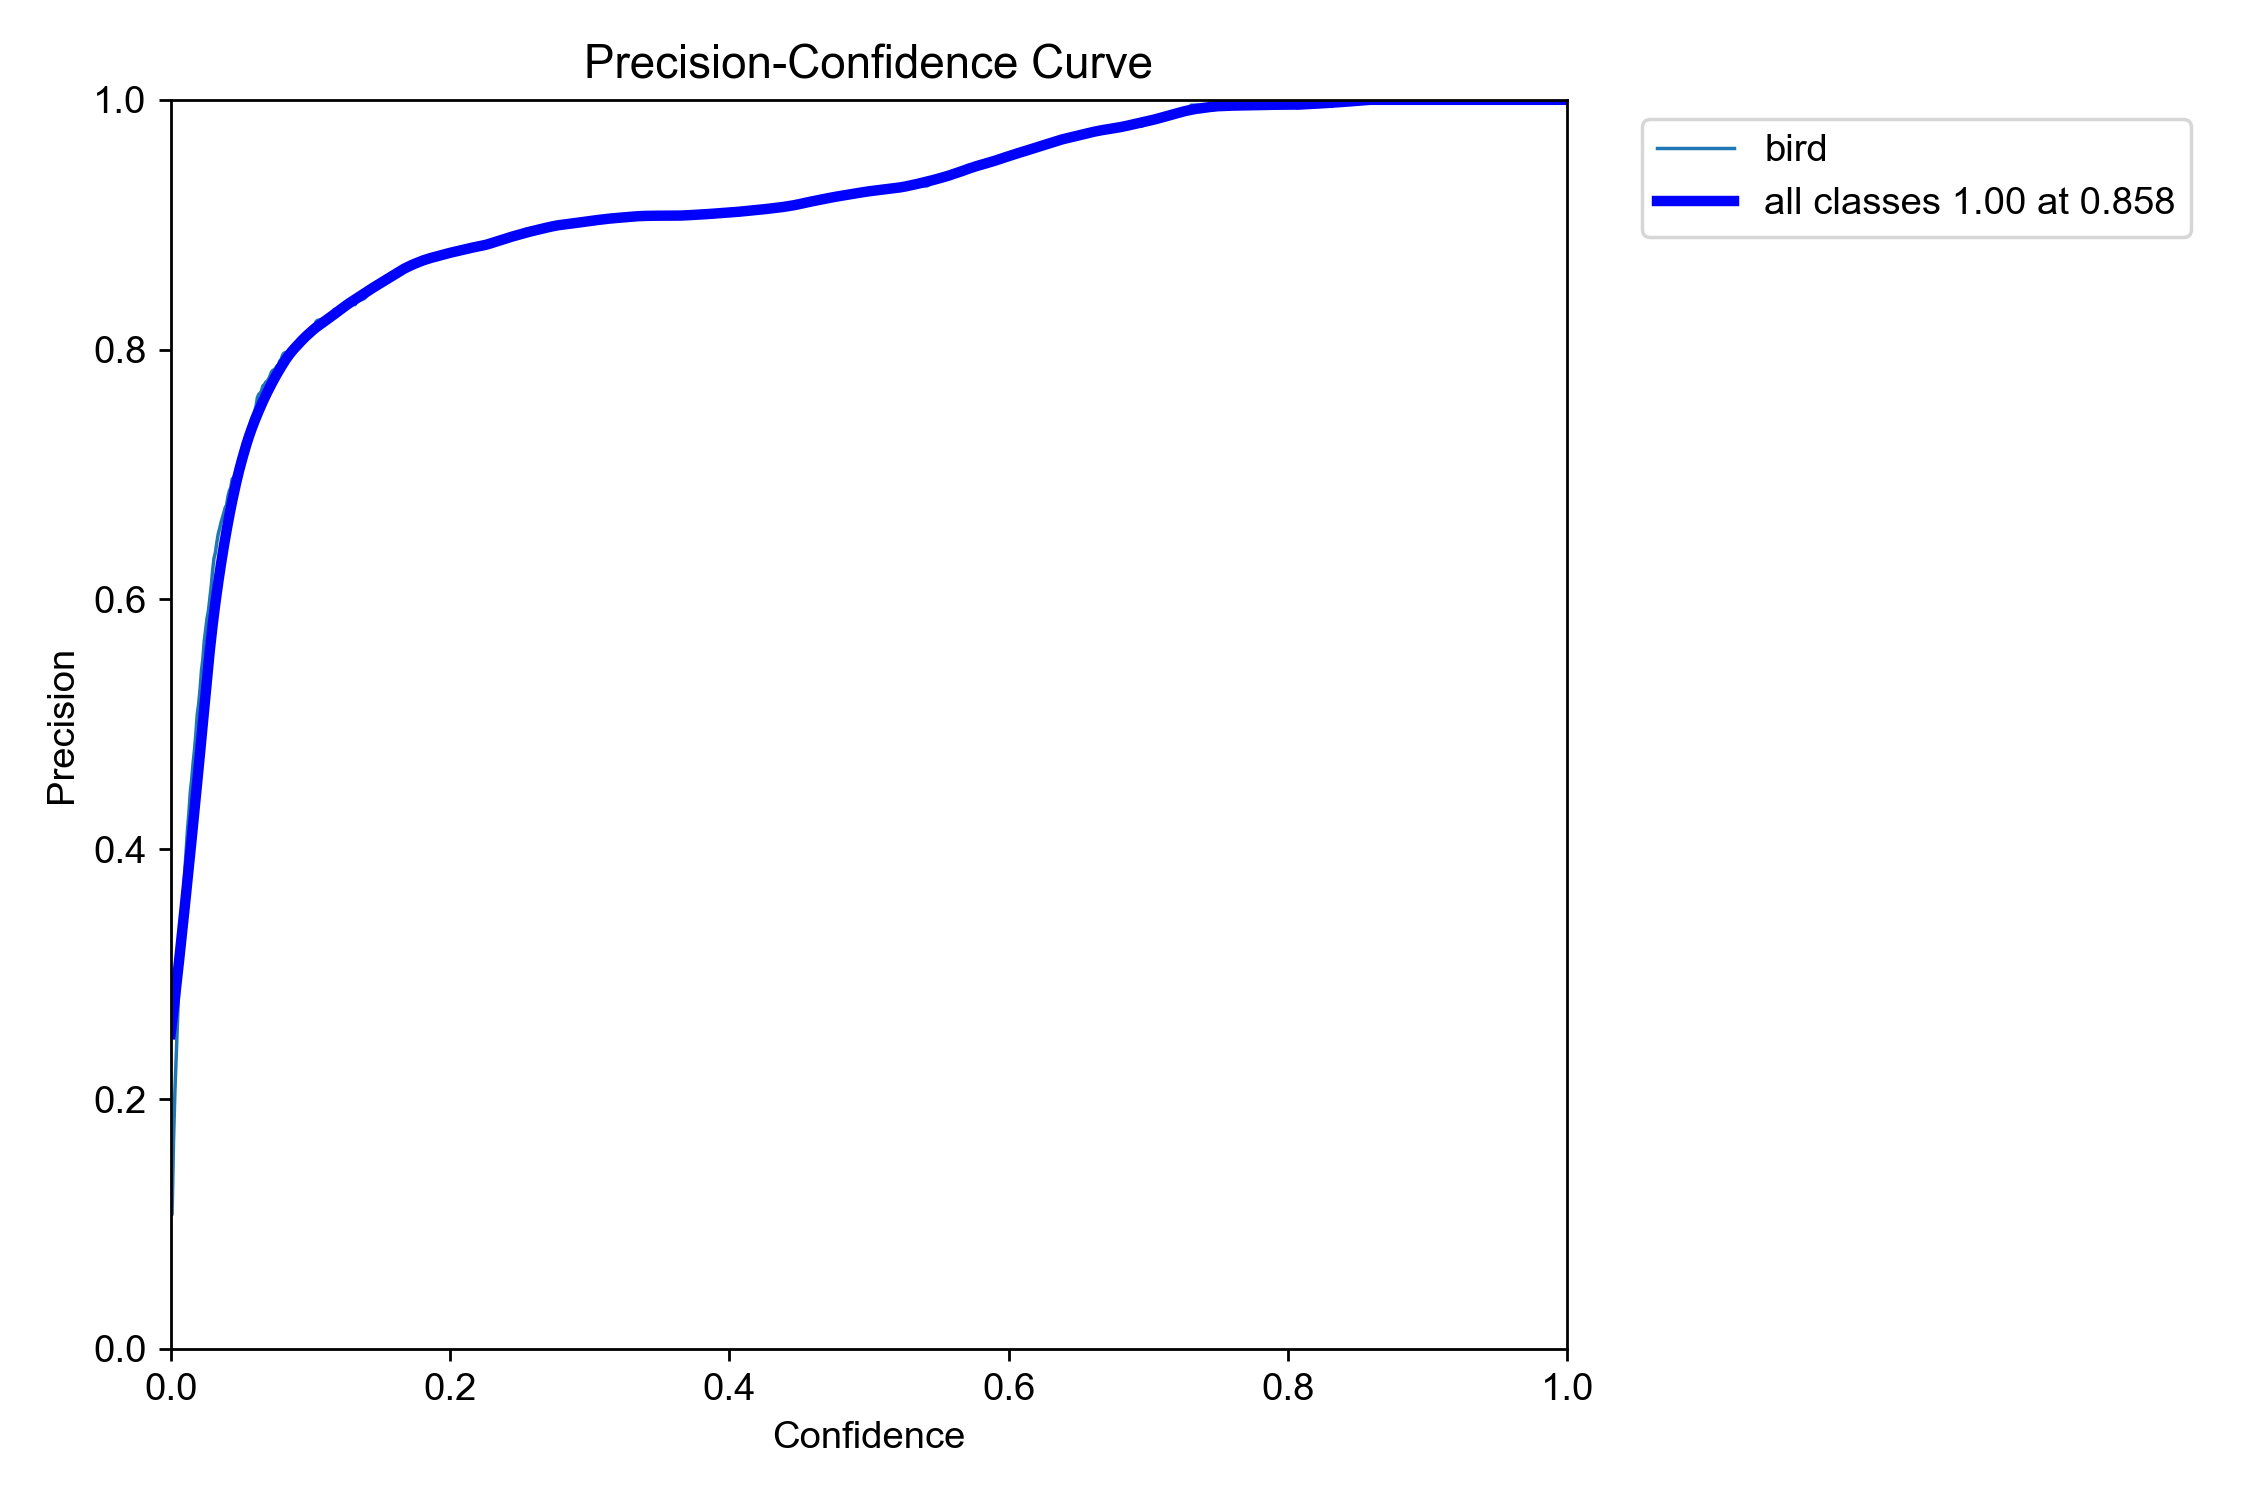 Precision-Confidence Curve
1.0
0.8
0.6
0.4
0.2
0.0
Precision
0.0 0.2 0.4 0.6 0.8 1.0
Confidence
bird
all classes 1.00 at 0.858